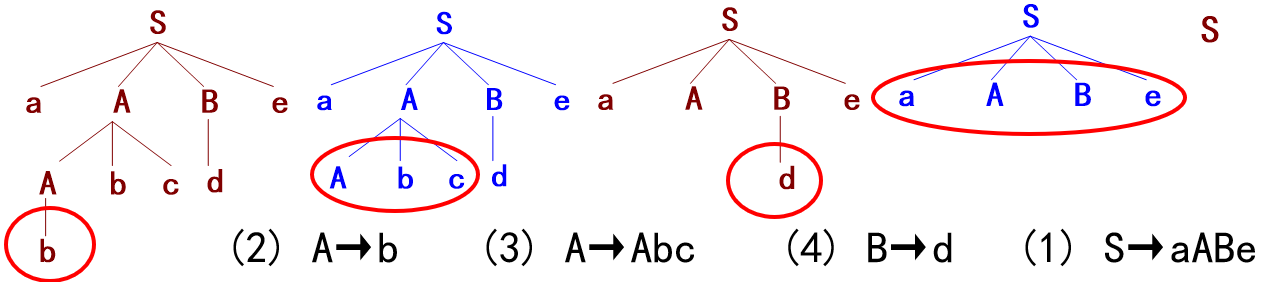 S S S S S
a A B e a A B e a A B e a A B e
A b c d A b c d d
b (2) A→b (3) A→Abc (4) B→d (1) S→aABe